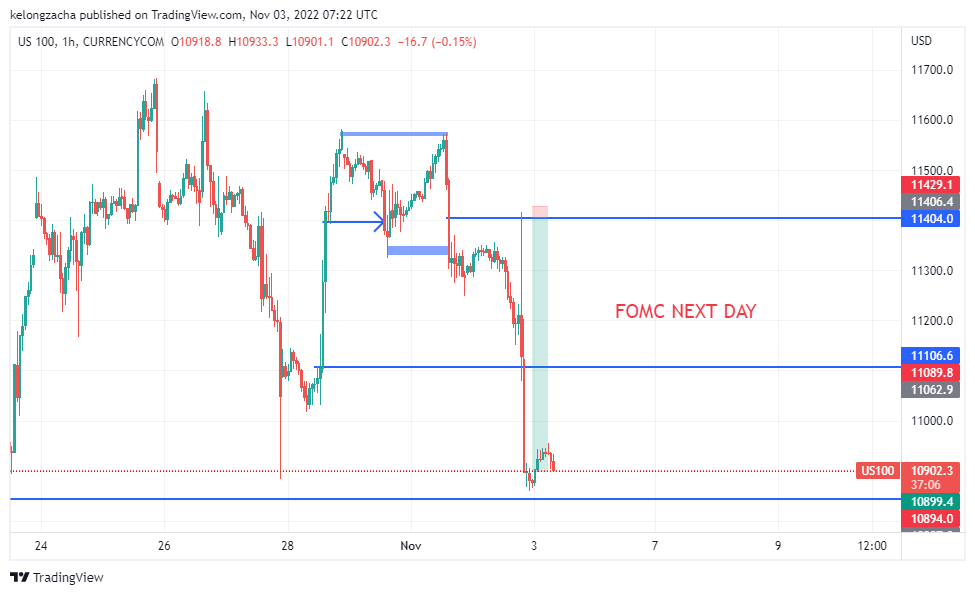 kelongzacha published on TradingView.com, Nov 03, 2022 07:22 UTC
US 100, 1h, CURRENCYCOM O10918.8 H10933.3 L10901.1 C10902.3 −16.7 (−0.15%)
USD
11700.0
11600.0
11500.0
11429.1
11406.4
11404.0
11300.0
FOMC NEXT DAY
11200.0
11106.6
11089.8
11062.9
11000.0
US100 10902.3
37:06
10899.4
10894.0
24 26 28 Nov 3 7 9 12:00
TradingView